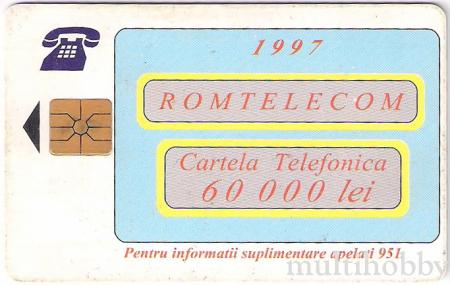 1997
ROMTELECOM
Cartela Telefonica
60 000 lei
Pentru informatii suplimentare apelati 951
multihobby